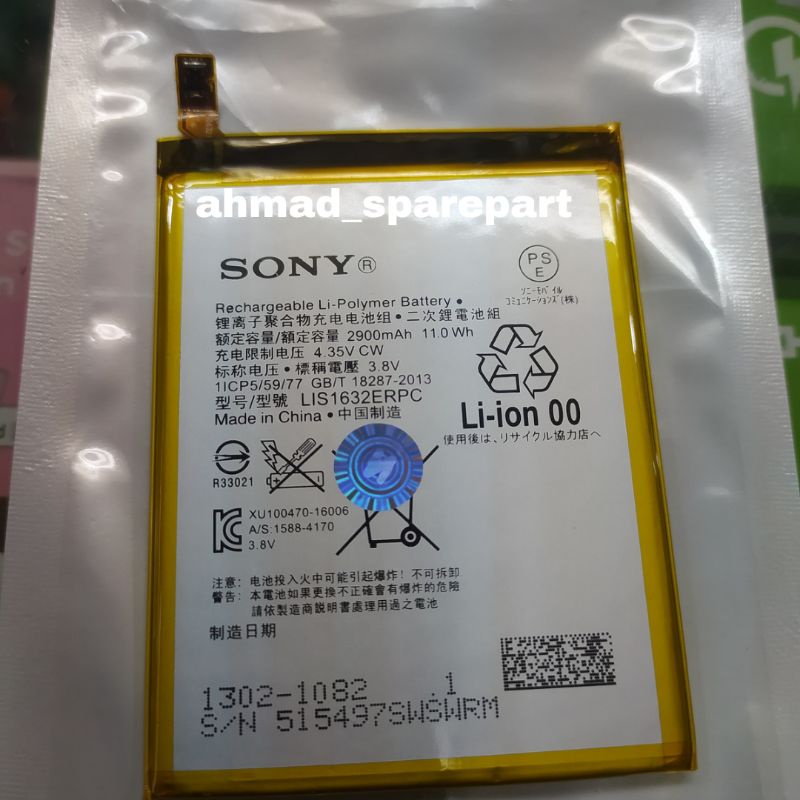 ahmad_sparepart
SONY®
PS
E
ソニーモバイル
コミュニケーションズ(株)
Rechargeable Li-Polymer Battery •
锂离子聚合物充电电池组 • 二次鋰電池組
额定容量/額定容量 2900mAh 11.0 Wh
充电限制电压 4.35V CW
标称电压 • 標稱電壓 3.8V
1ICP5/59/77 GB/T 18287-2013
型号/型號 LIS1632ERPC
Made in China • 中国制造
Li-ion 00
使用後は、リサイクル協力店へ
R33021
XU100470-16006
A/S:1588-4170
3.8V
注意: 电池投入火中可能引起爆炸! 不可拆卸
警告: 本電池如果更換不正確會有爆炸的危險
請依製造商說明書處理用過之電池
制造日期
1302-1082 .1
S/N 515497SWSWRM